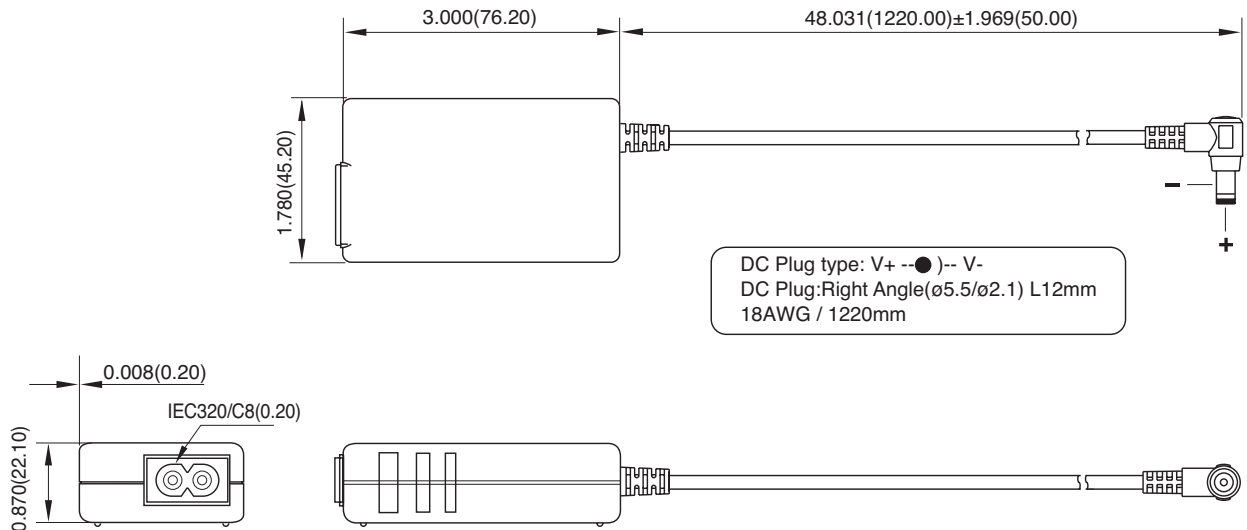 3.000(76.20)
48.031(1220.00)±1.969(50.00)
1.780(45.20)
-
+
DC Plug type: V+ --● )-- V-
DC Plug:Right Angle(ø5.5/ø2.1) L12mm
18AWG / 1220mm
0.008(0.20)
IEC320/C8(0.20)
0.870(22.10)